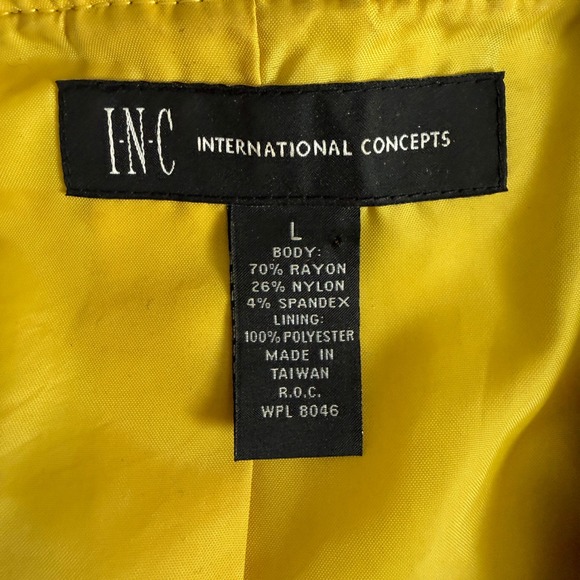 I·N·C INTERNATIONAL CONCEPTS
L
BODY:
70% RAYON
26% NYLON
4% SPANDEX
LINING:
100% POLYESTER
MADE IN
TAIWAN
R.O.C.
WPL 8046